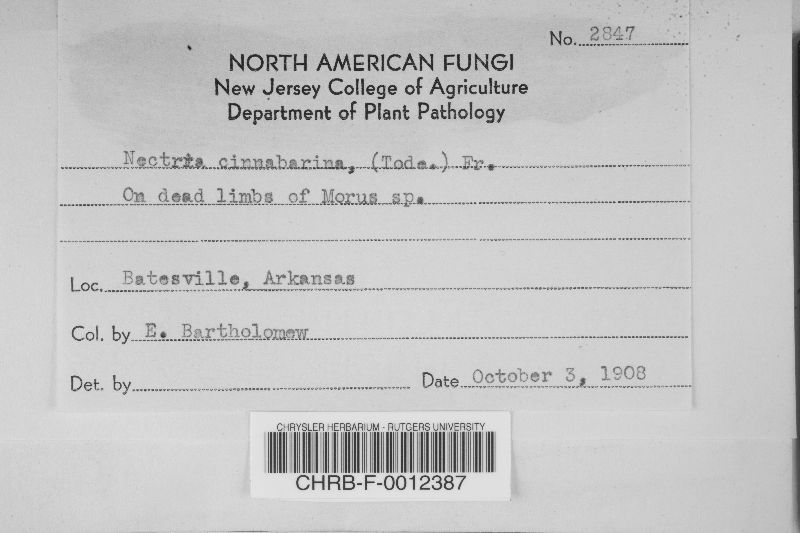 No. 2847
NORTH AMERICAN FUNGI
New Jersey College of Agriculture
Department of Plant Pathology
Nectria cinnabarina, (Tode.) Fr.
On dead limbs of Morus sp.
Loc. Batesville, Arkansas
Col. by E. Bartholomew
Det. by
Date October 3, 1908
CHRYSLER HERBARIUM - RUTGERS UNIVERSITY
CHRB-F-0012387